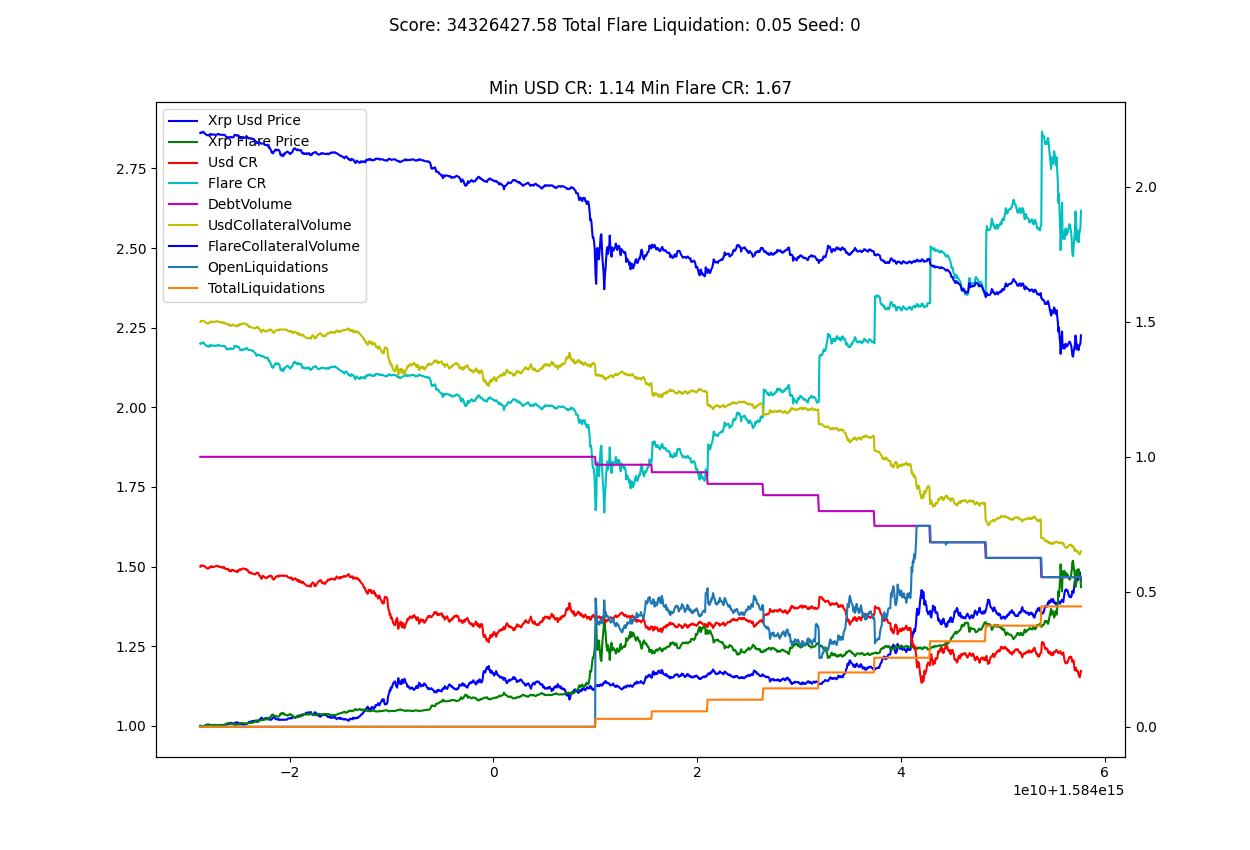 Score: 34326427.58 Total Flare Liquidation: 0.05 Seed: 0
Min USD CR: 1.14 Min Flare CR: 1.67
Xrp Usd Price
Xrp Flare Price
Usd CR
Flare CR
DebtVolume
UsdCollateralVolume
FlareCollateralVolume
OpenLiquidations
TotalLiquidations
2.75
2.50
2.25
2.00
1.75
1.50
1.25
1.00
2.0
1.5
1.0
0.5
0.0
−2 0 2 4 6
1e10+1.584e15